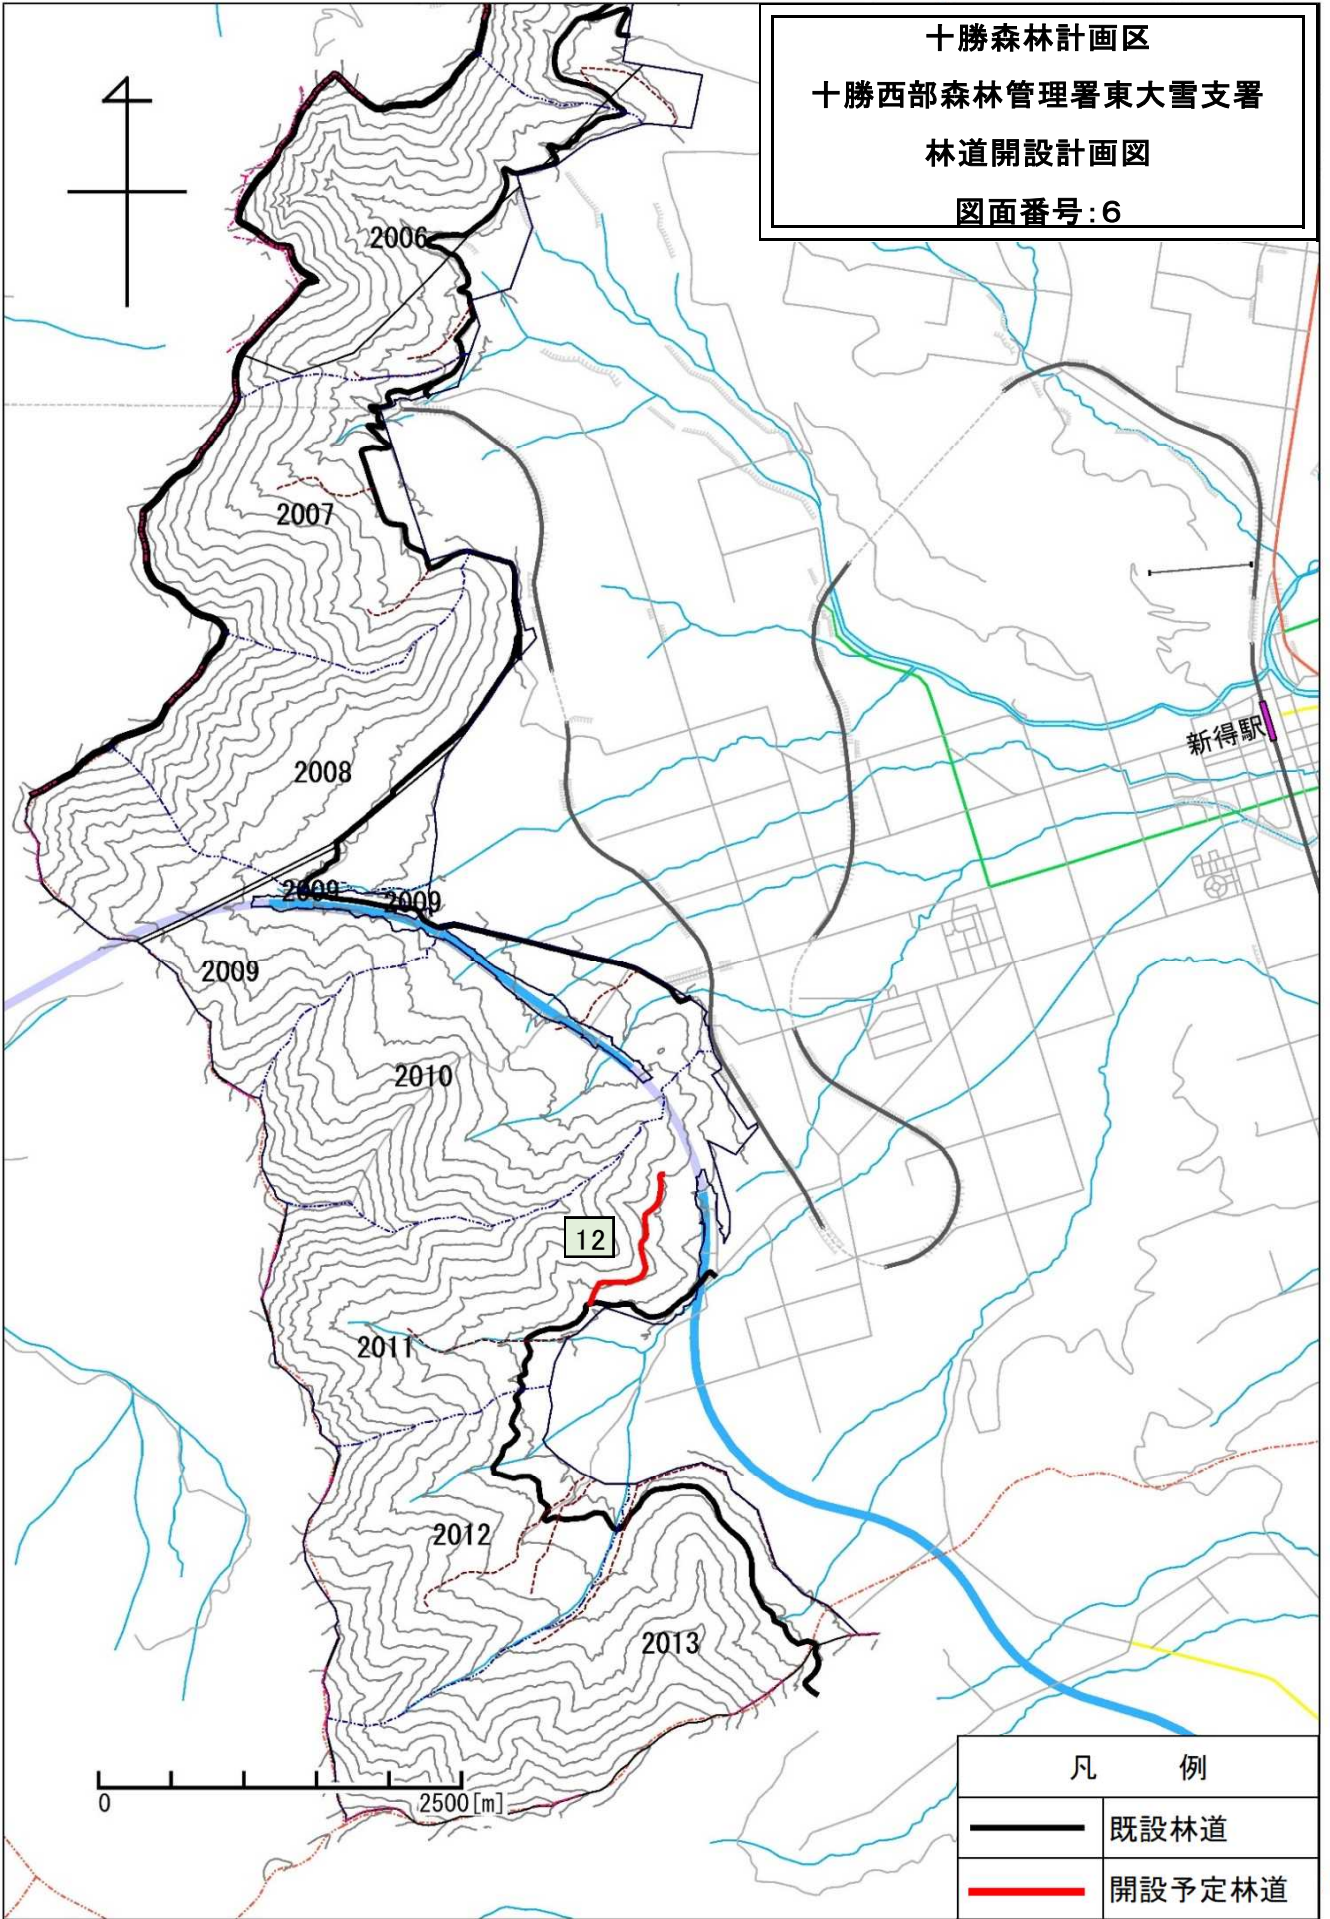 十勝森林計画区
十勝西部森林管理署東大雪支署
林道開設計画図
図面番号:6
2006
2007
新得駅
2008
2009
2009
2009
2010
12
2011
2012
2013
0 2500[m]
凡 例
既設林道
開設予定林道